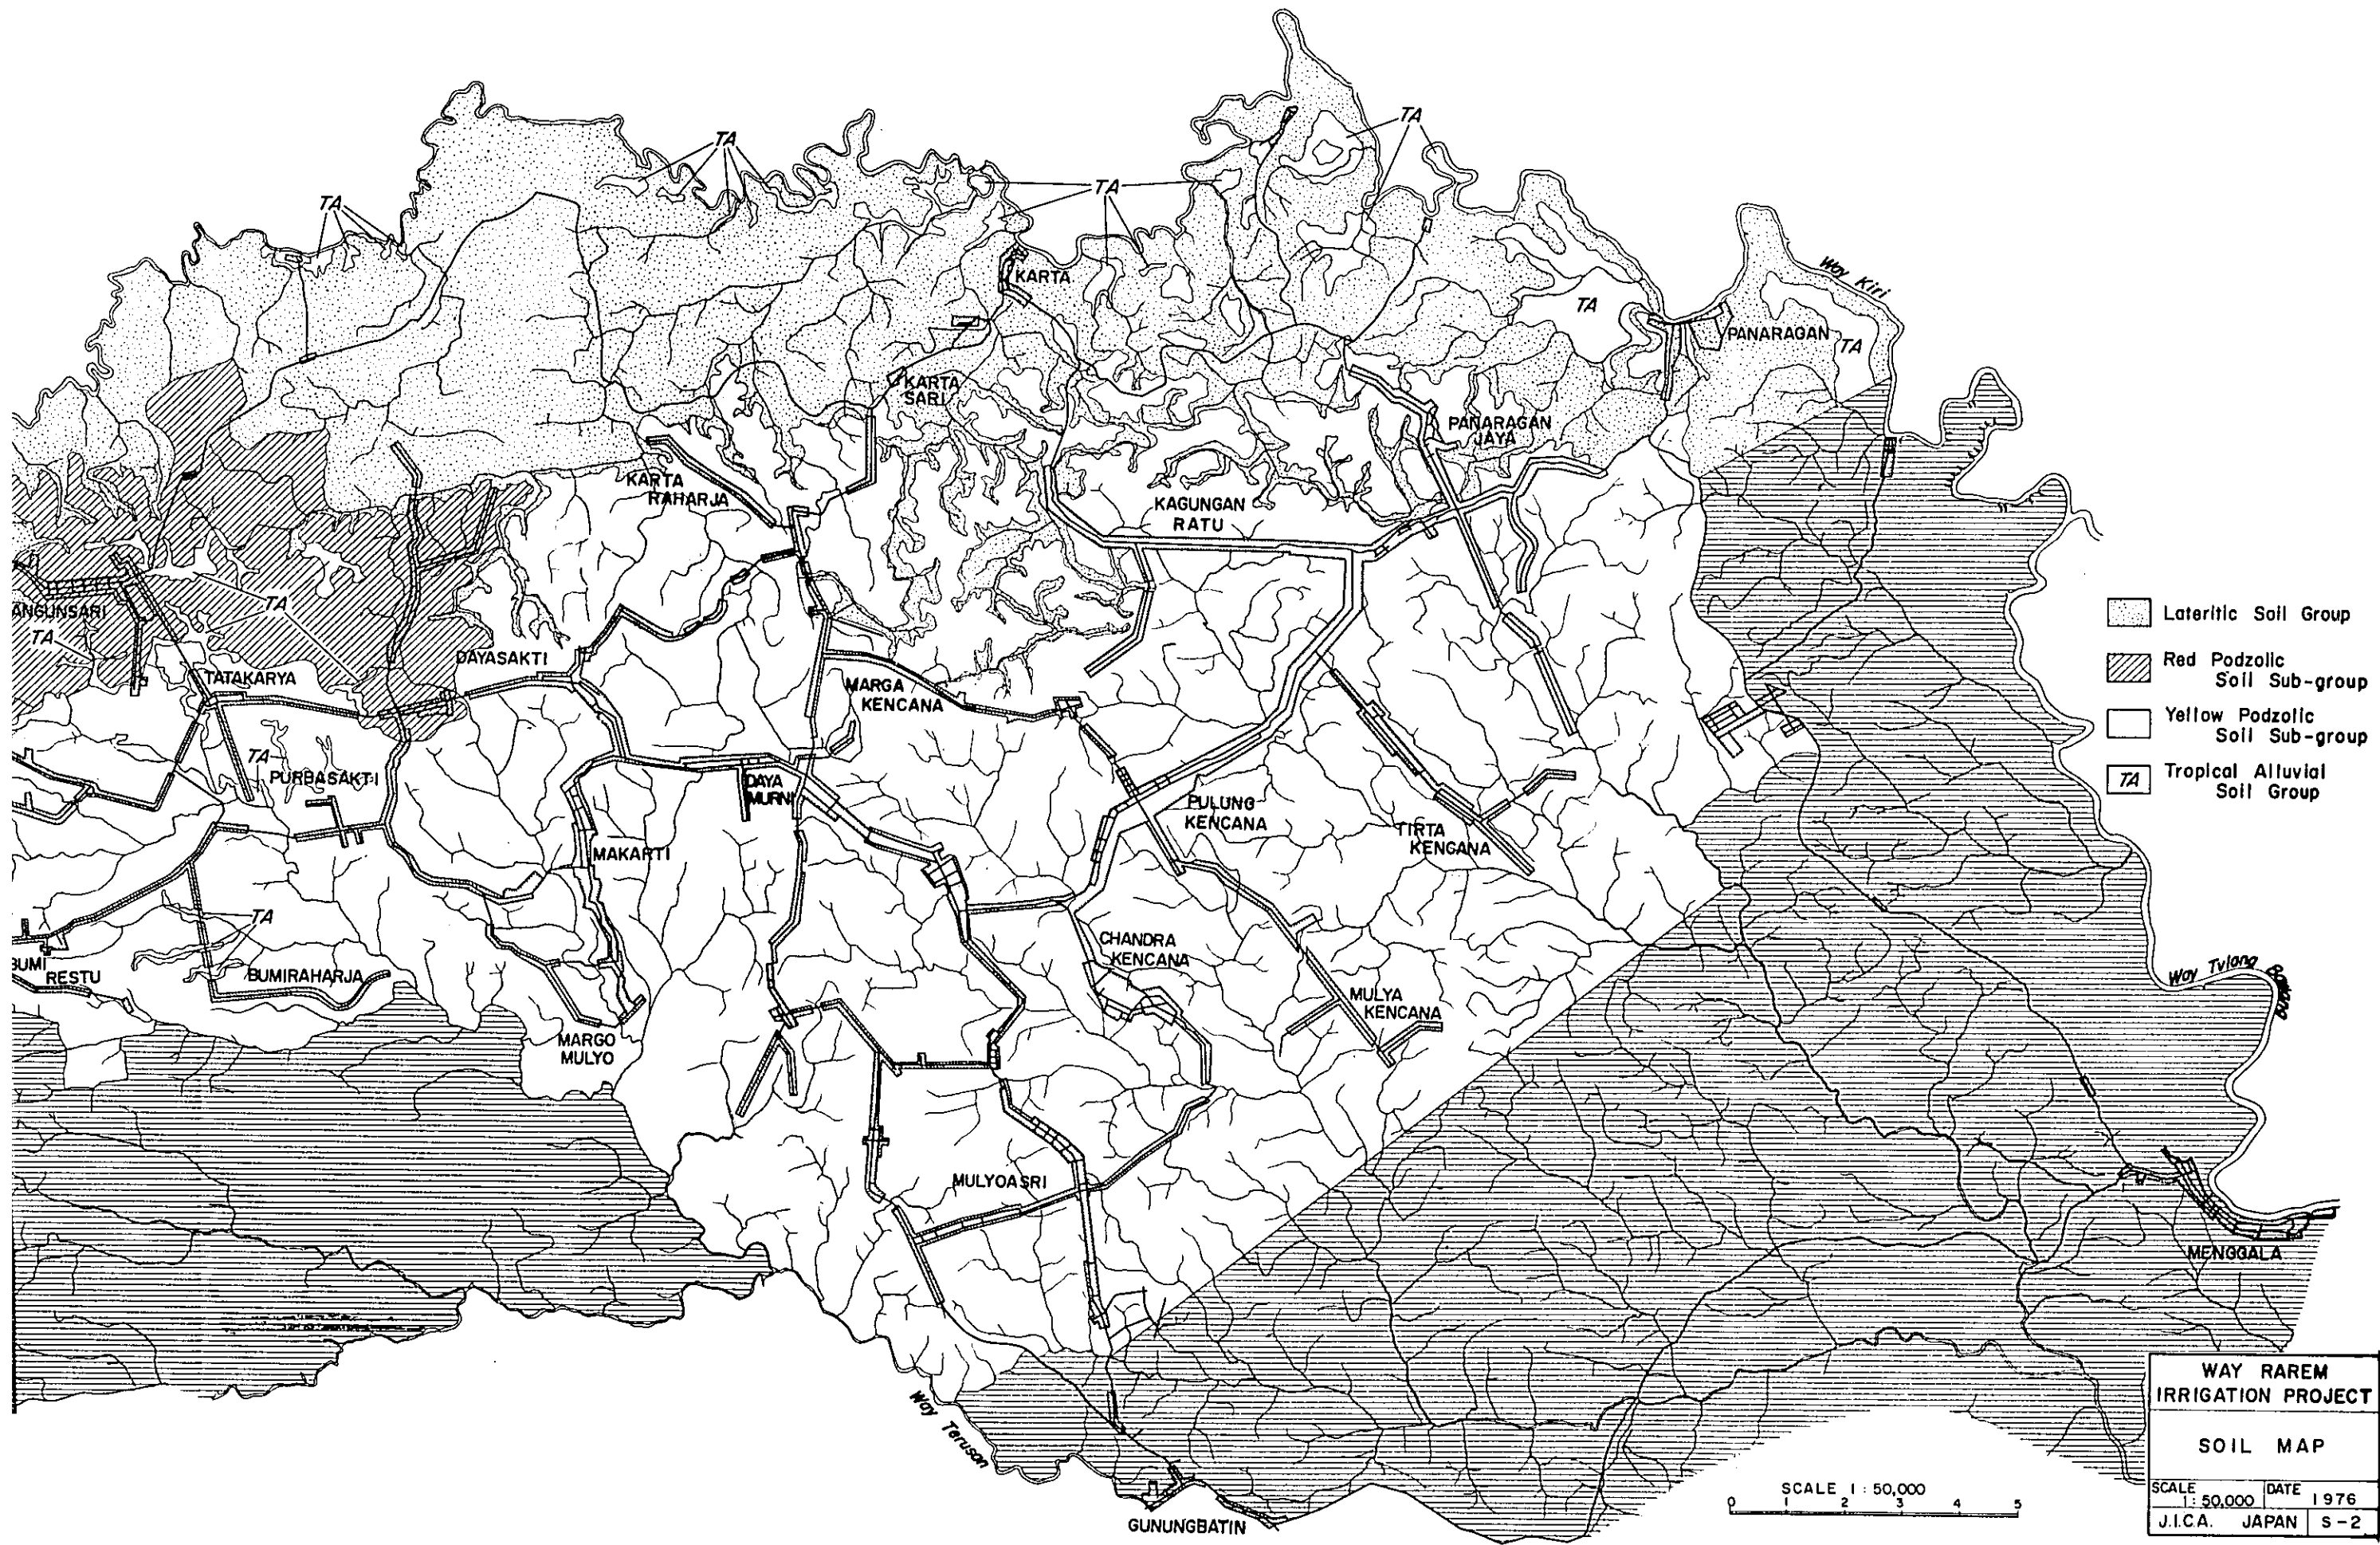 TA
TA
TA
TA
Way Kiri
KARTA
TA
PANARAGAN
TA
KARTA
SARI
PANARAGAN
JAYA
KARTA
RAHARJA
KAGUNGAN
RATU
TA
ANGUNSARI
TA
DAYASAKTI
TATAKARYA
MARGA
KENCANA
TA
PURBASAKTI
DAYA
MURNI
PULUNG
KENCANA
TIRTA
KENCANA
MAKARTI
TA
CHANDRA
KENCANA
BUMI
RESTU
BUMIRAHARJA
MULYA
KENCANA
MARGO
MULYO
MULYOASRI
Way Tulang Bawang
MENGGALA
Way Teruson
GUNUNGBATIN
Lateritic Soil Group
Red Podzolic
Soil Sub-group
Yellow Podzolic
Soil Sub-group
TA Tropical Alluvial
Soil Group
SCALE 1 : 50,000
0 1 2 3 4 5
WAY RAREM
IRRIGATION PROJECT
SOIL MAP
SCALE 1 : 50,000 DATE 1976
J.I.C.A. JAPAN S-2